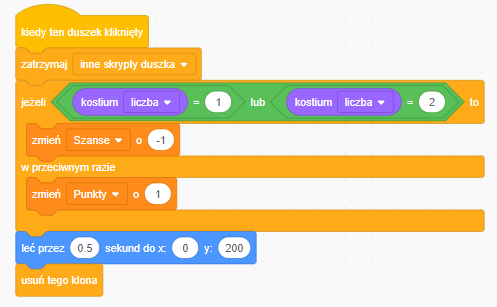 kiedy ten duszek kliknięty
zatrzymaj inne skrypty duszka
jeżeli kostium liczba = 1 lub kostium liczba = 2 to
zmień Szanse o -1
w przeciwnym razie
zmień Punkty o 1
leć przez 0.5 sekund do x: 0 y: 200
usuń tego klona